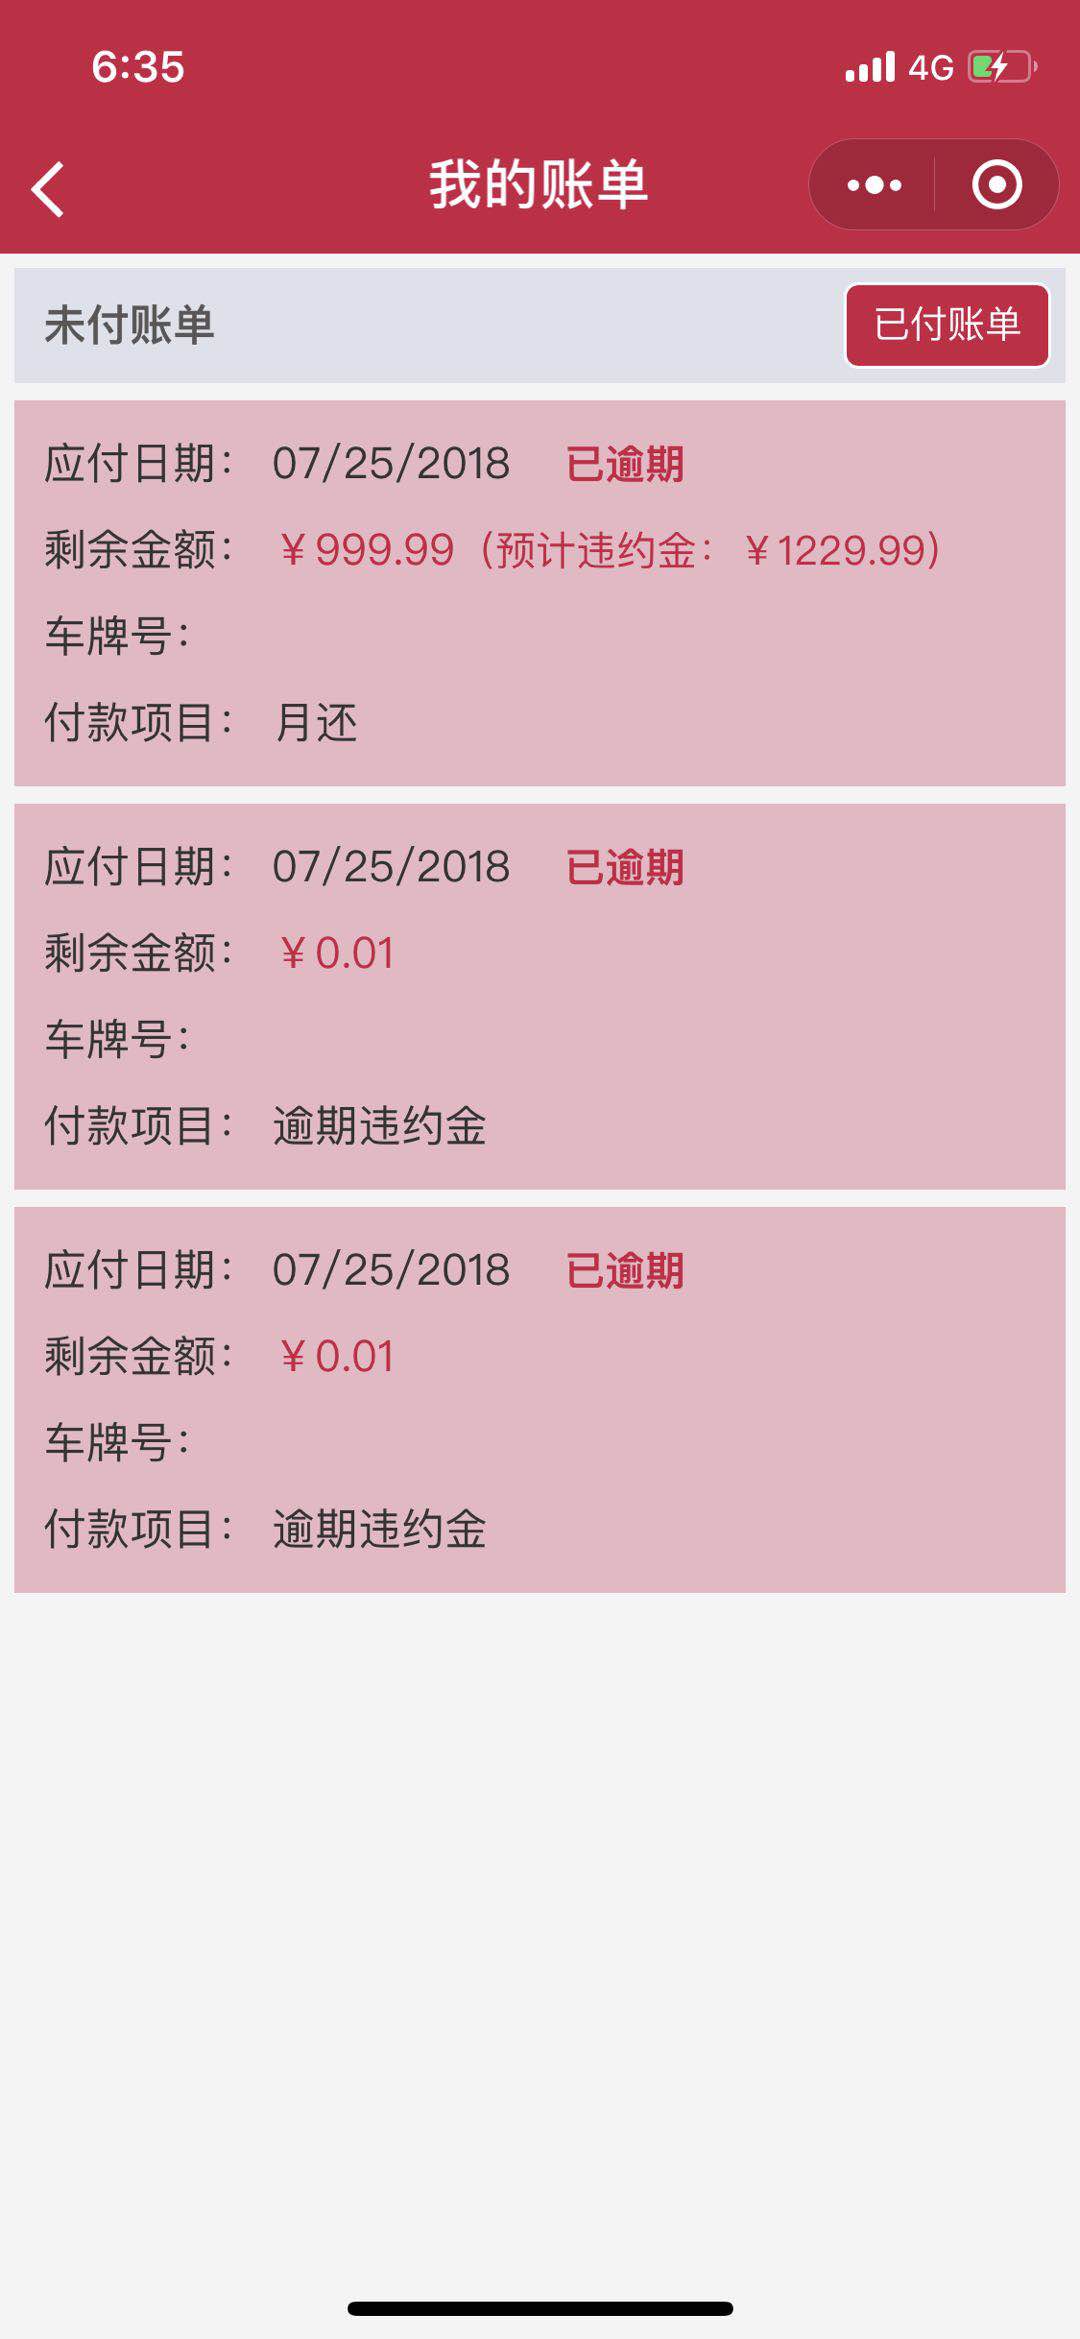 6:35 4G
我的账单
未付账单 已付账单
应付日期： 07/25/2018 已逾期
剩余金额： ￥999.99（预计违约金：￥1229.99）
车牌号：
付款项目： 月还
应付日期： 07/25/2018 已逾期
剩余金额： ￥0.01
车牌号：
付款项目： 逾期违约金
应付日期： 07/25/2018 已逾期
剩余金额： ￥0.01
车牌号：
付款项目： 逾期违约金